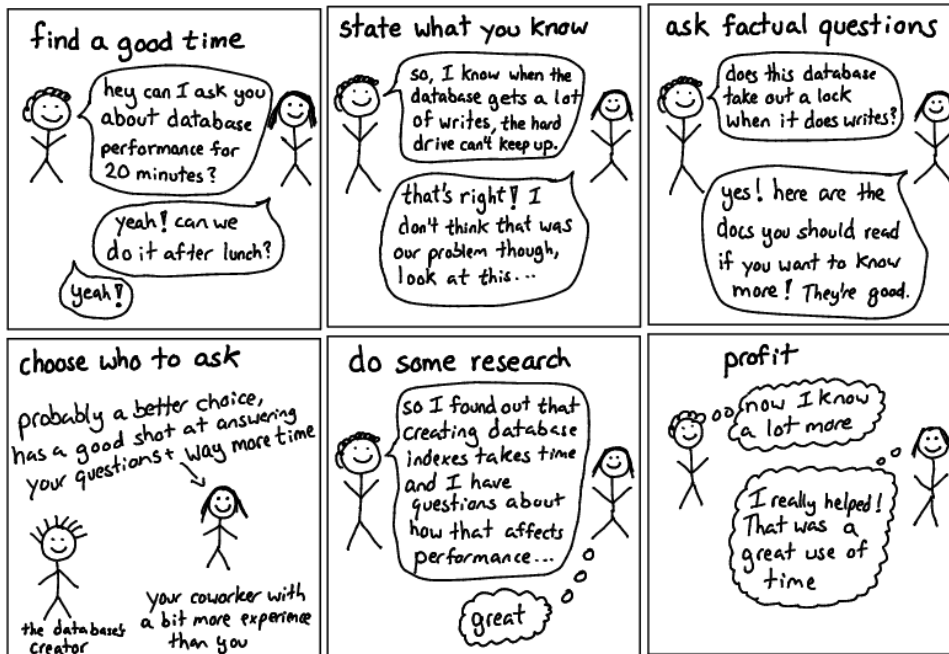 find a good time
hey can I ask you
about database
performance for
20 minutes?
yeah! can we
do it after lunch?
yeah!
state what you know
so, I know when the
database gets a lot
of writes, the hard
drive can't keep up.
that's right! I
don't think that was
our problem though,
look at this...
ask factual questions
does this database
take out a lock
when it does writes?
yes! here are the
docs you should read
if you want to know
more! They're good.
choose who to ask
probably a better choice,
has a good shot at answering
your questions + way more time
the database's
creator
your coworker with
a bit more experience
than you
do some research
so I found out that
creating database
indexes takes time
and I have
questions about
how that affects
performance...
great
profit
now I know
a lot more
I really helped!
That was a
great use of
time